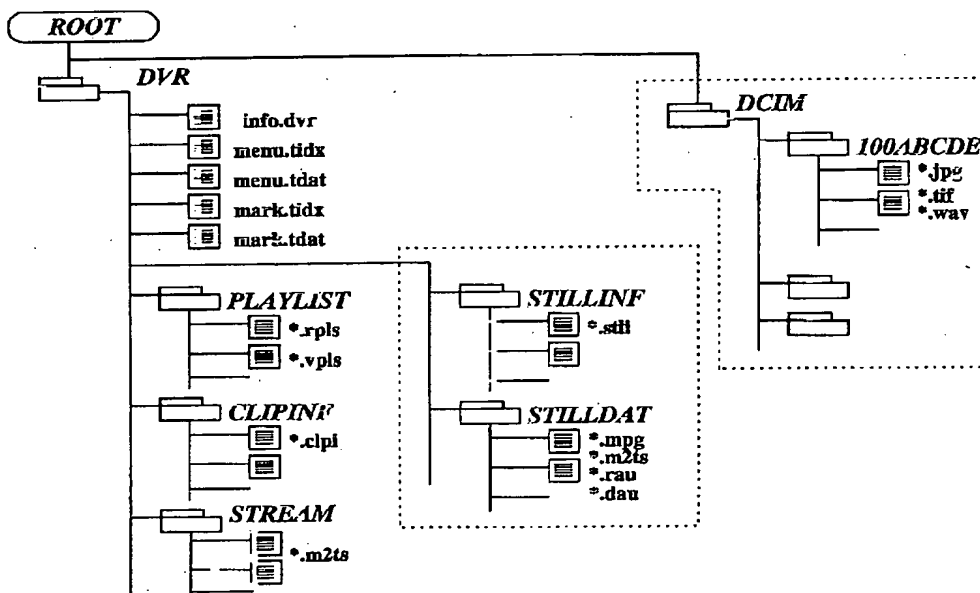 ROOT
DVR
info.dvr
menu.tidx
menu.tdat
mark.tidx
mark.tdat
PLAYLIST
*.rpls
*.vpls
CLIPINF
*.clpi
STREAM
*.m2ts
STILLINF
*.stil
STILLDAT
*.mpg
*.m2ts
*.rau
*.dau
DCIM
100ABCDE
*.jpg
*.tif
*.wav